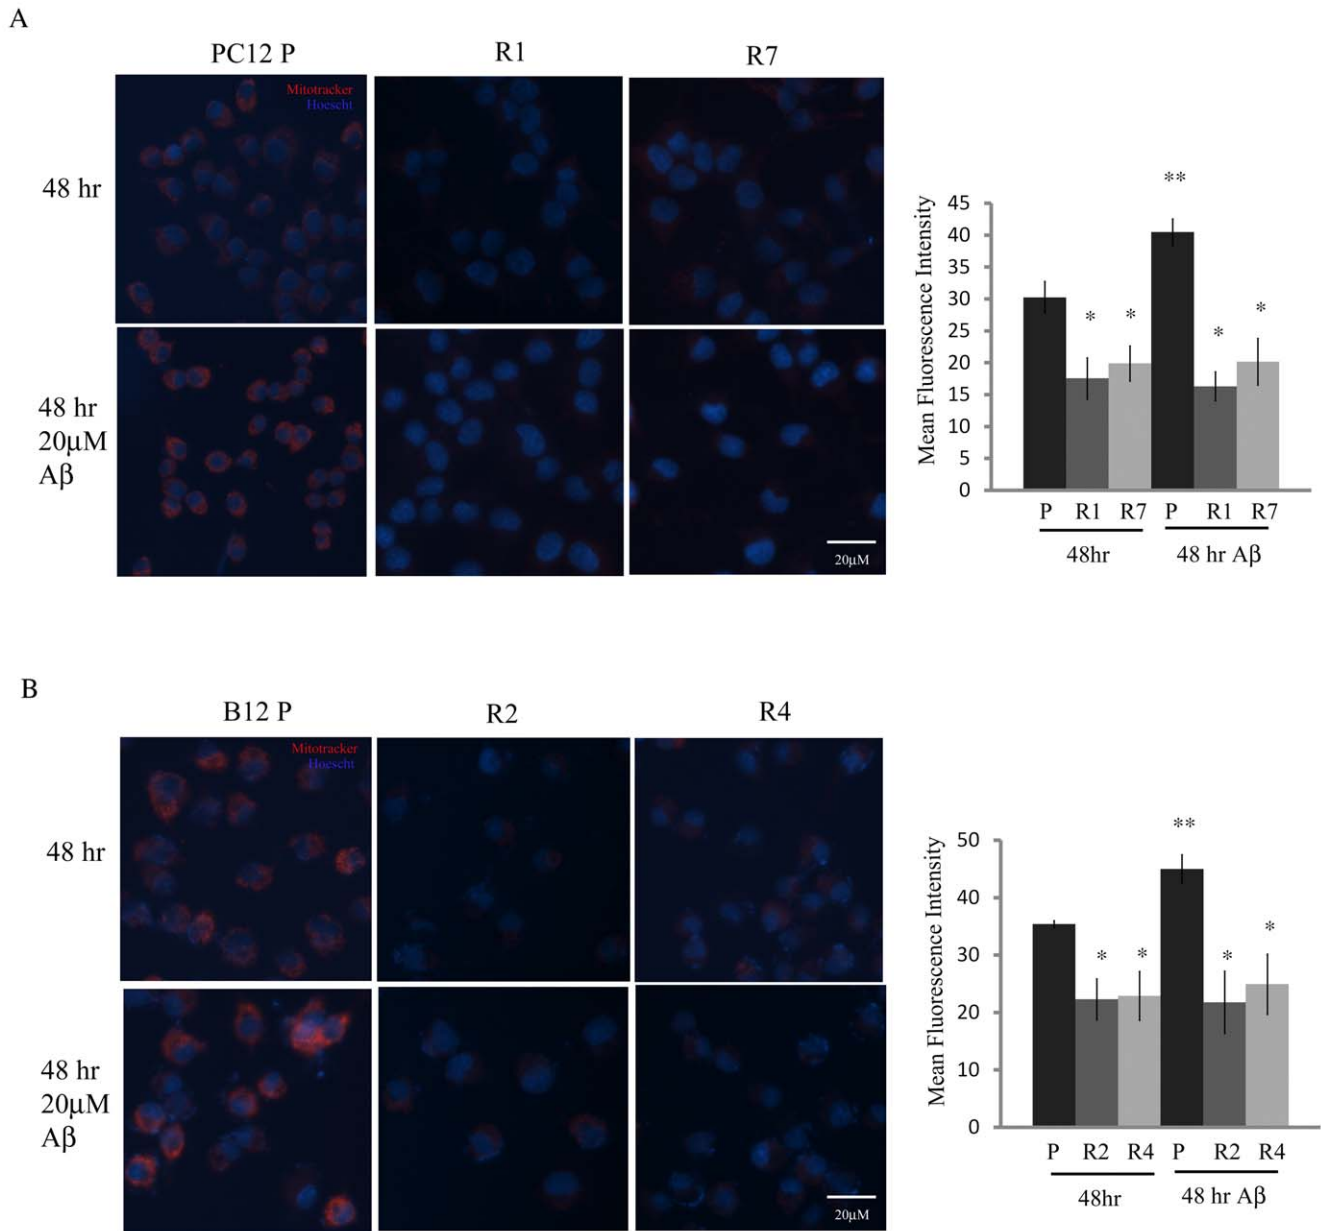 A
PC12 P
R1
R7
Mitotracker
Hoescht
48 hr
48 hr
20μM
Aβ
20μM
Mean Fluorescence Intensity
45
40
35
30
25
20
15
10
5
0
**
*
*
*
*
P R1 R7 P R1 R7
48hr 48 hr Aβ
B
B12 P
R2
R4
Mitotracker
Hoescht
48 hr
48 hr
20μM
Aβ
20μM
Mean Fluorescence Intensity
50
40
30
20
10
0
**
*
*
*
*
P R2 R4 P R2 R4
48hr 48 hr Aβ